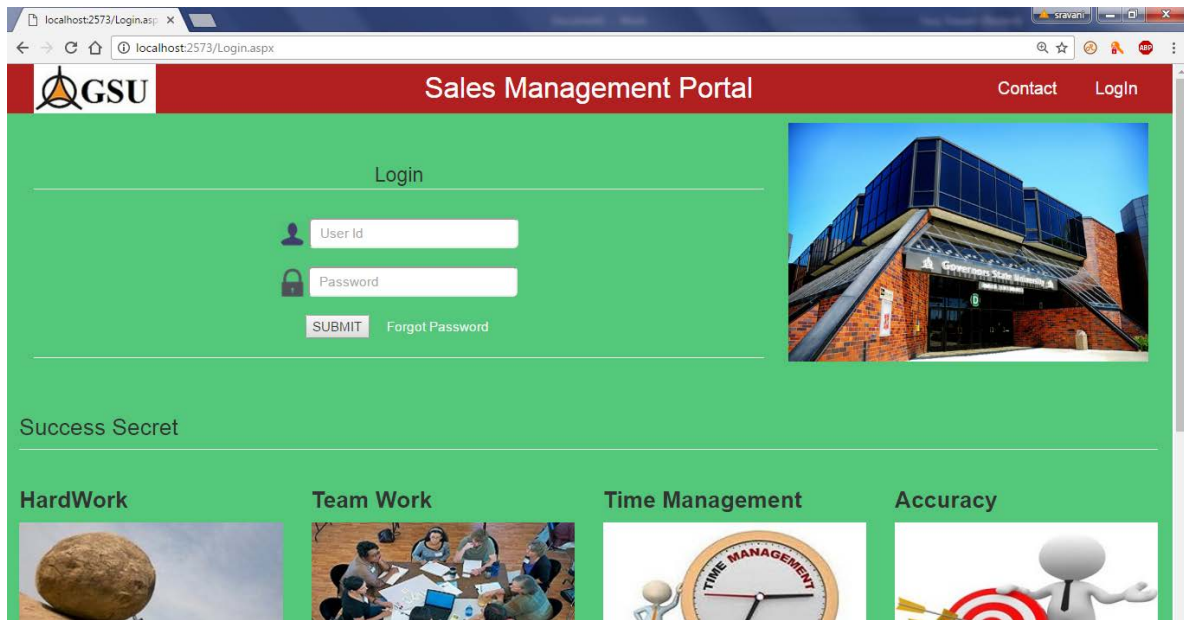 localhost:2573/Login.asp
sravani
localhost:2573/Login.aspx
ABP
GSU
Sales Management Portal
Contact
LogIn
Login
User Id
Password
SUBMIT
Forgot Password
Governors State University
D
Success Secret
HardWork
Team Work
Time Management
Accuracy
TIME MANAGEMENT